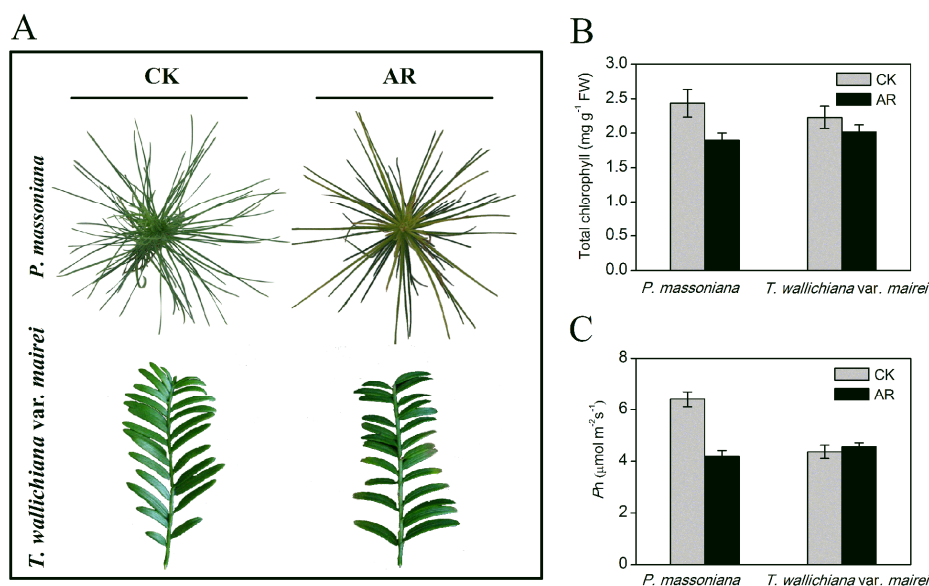 A
CK
AR
P. massoniana
T. wallichiana var. mairei
B
Total chlorophyll (mg g⁻¹ FW)
3.0
2.5
2.0
1.5
1.0
0.5
0.0
CK
AR
P. massoniana
T. wallichiana var. mairei
C
Pn (μmol m⁻²s⁻¹)
8
6
4
2
0
CK
AR
P. massoniana
T. wallichiana var. mairei